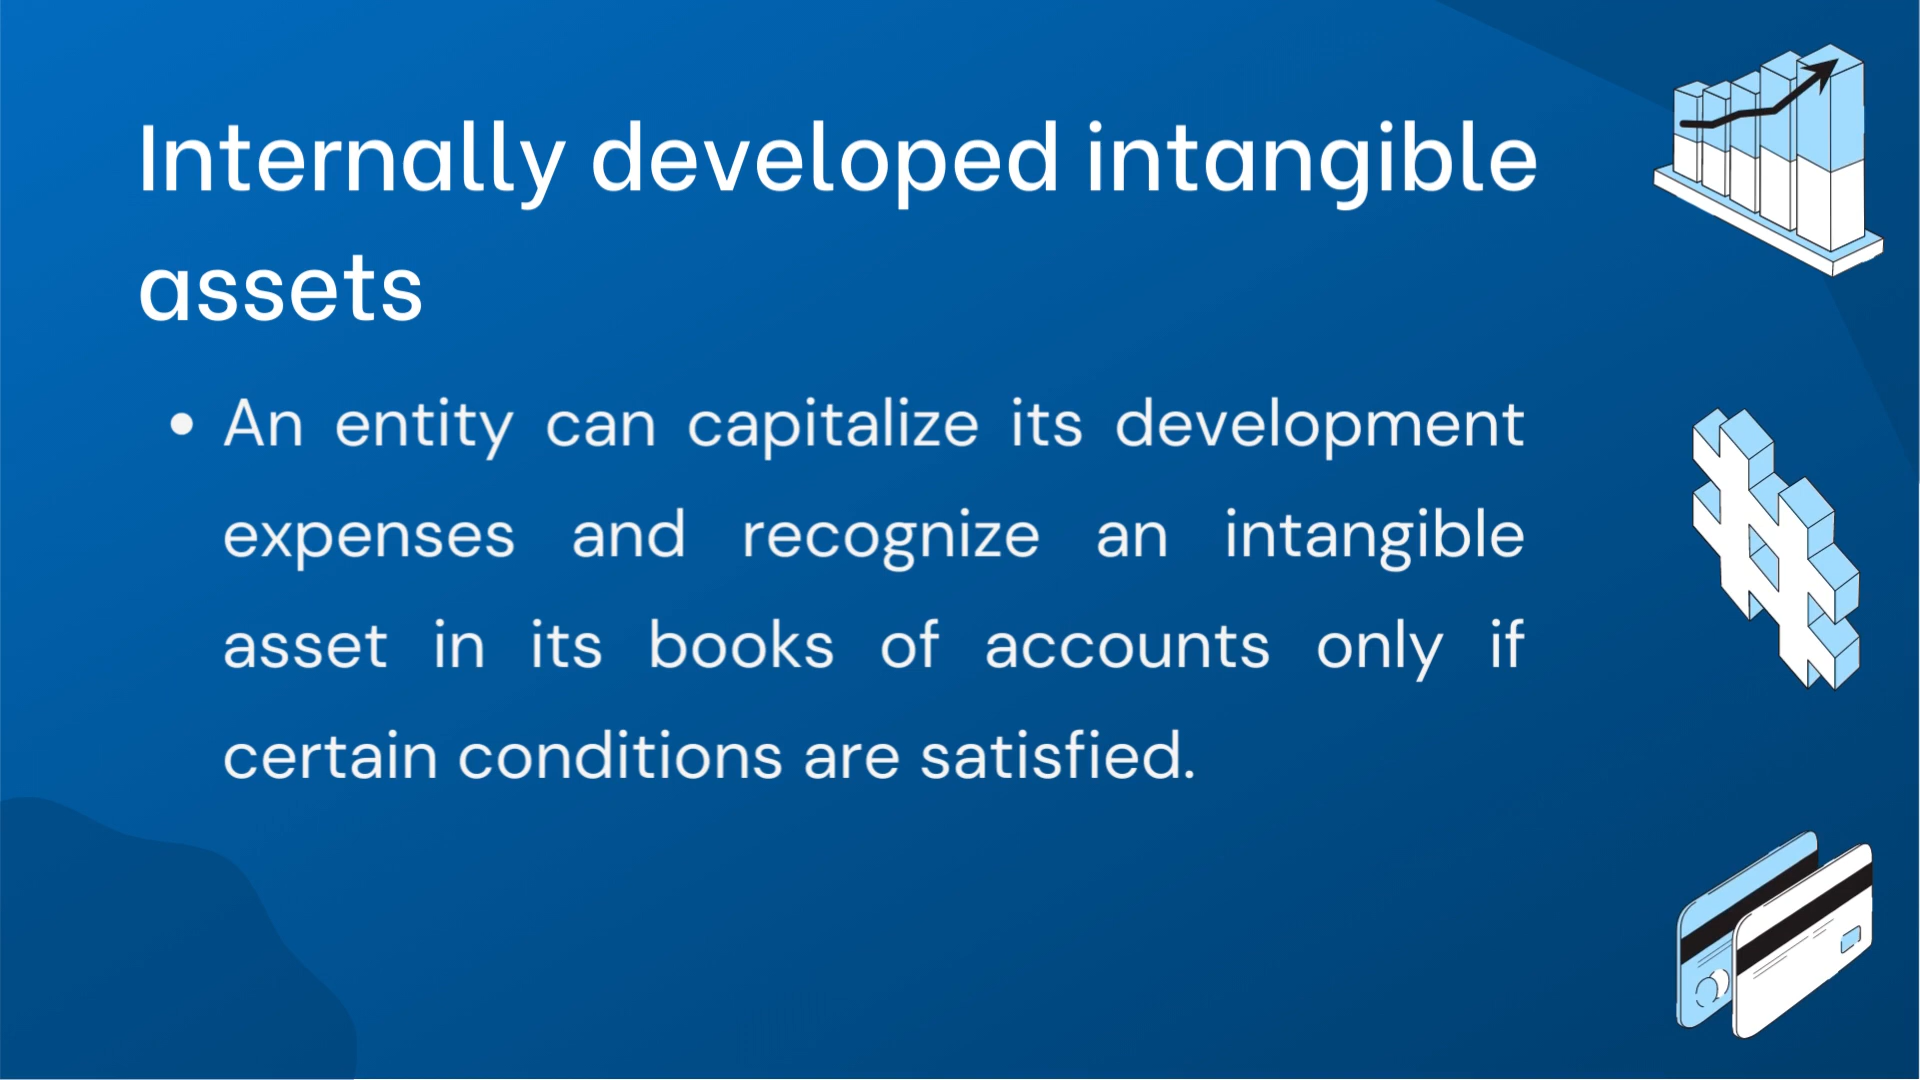 Internally developed intangible
assets
• An entity can capitalize its development
expenses and recognize an intangible
asset in its books of accounts only if
certain conditions are satisfied.